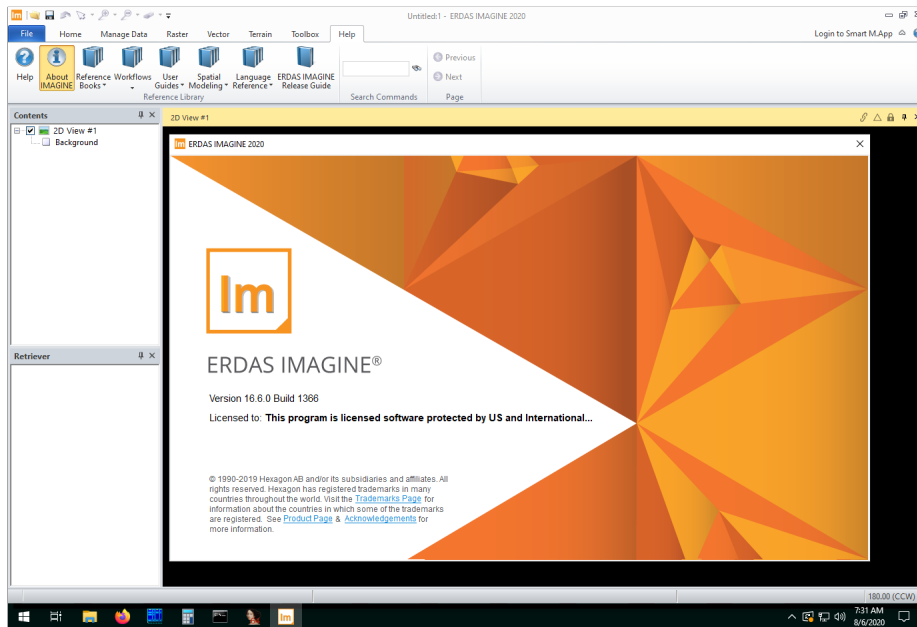 Im
Untitled:1 - ERDAS IMAGINE 2020
File Home Manage Data Raster Vector Terrain Toolbox Help
Login to Smart M.App
Help
About IMAGINE
Reference Books
Workflows
User Guides
Spatial Modeling
Language Reference
ERDAS IMAGINE Release Guide
Previous
Next
Reference Library
Search Commands
Page
Contents
2D View #1
Background
2D View #1
Im ERDAS IMAGINE 2020
Im
ERDAS IMAGINE®
Version 16.6.0 Build 1366
Licensed to: This program is licensed software protected by US and International...
© 1990-2019 Hexagon AB and/or its subsidiaries and affiliates. All
rights reserved. Hexagon has registered trademarks in many
countries throughout the world. Visit the Trademarks Page for
information about the countries in which some of the trademarks
are registered. See Product Page & Acknowledgements for
more information.
Retriever
180.00 (CCW)
Im
7:31 AM
8/6/2020